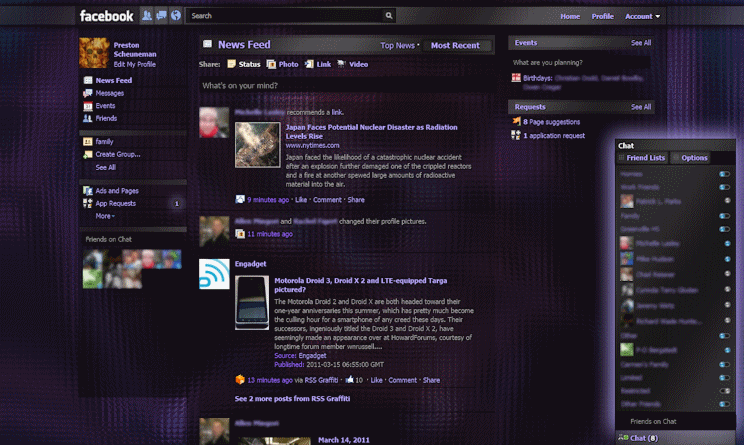 facebook
Search
Home Profile Account
Preston
Scheuneman
Edit My Profile
News Feed
Messages
Events
Friends
family
Create Group...
See All
Ads and Pages
App Requests 1
More
Friends on Chat
News Feed
Top News · Most Recent
Share: Status Photo Link Video
What's on your mind?
recommends a link.
Japan Faces Potential Nuclear Disaster as Radiation
Levels Rise
www.nytimes.com
Japan faced the likelihood of a catastrophic nuclear accident
after an explosion further damaged one of the crippled reactors
and a fire at another spewed large amounts of radioactive
material into the air.
9 minutes ago · Like · Comment · Share
and changed their profile pictures.
11 minutes ago
Engadget
Motorola Droid 3, Droid X 2 and LTE-equipped Targa
pictured?
The Motorola Droid 2 and Droid X are both headed toward their
one-year anniversaries this summer, which has pretty much become
the culling hour for a smartphone of any creed these days. Their
successors, ingeniously titled the Droid 3 and Droid X 2, have
seemingly made an appearance over at HowardForums, courtesy of
longtime forum member wnrussell....
Source: Engadget
Published: 2011-03-15 06:55:00 GMT
13 minutes ago via RSS Graffiti · 10 · Like · Comment · Share
See 2 more posts from RSS Graffiti
March 14, 2011
Events See All
What are you planning?
Birthdays:
Requests See All
8 Page suggestions
1 application request
Chat
Friend Lists Options
Family
Other
Limited
Restricted
Other Friends
Friends on Chat
Chat (8)